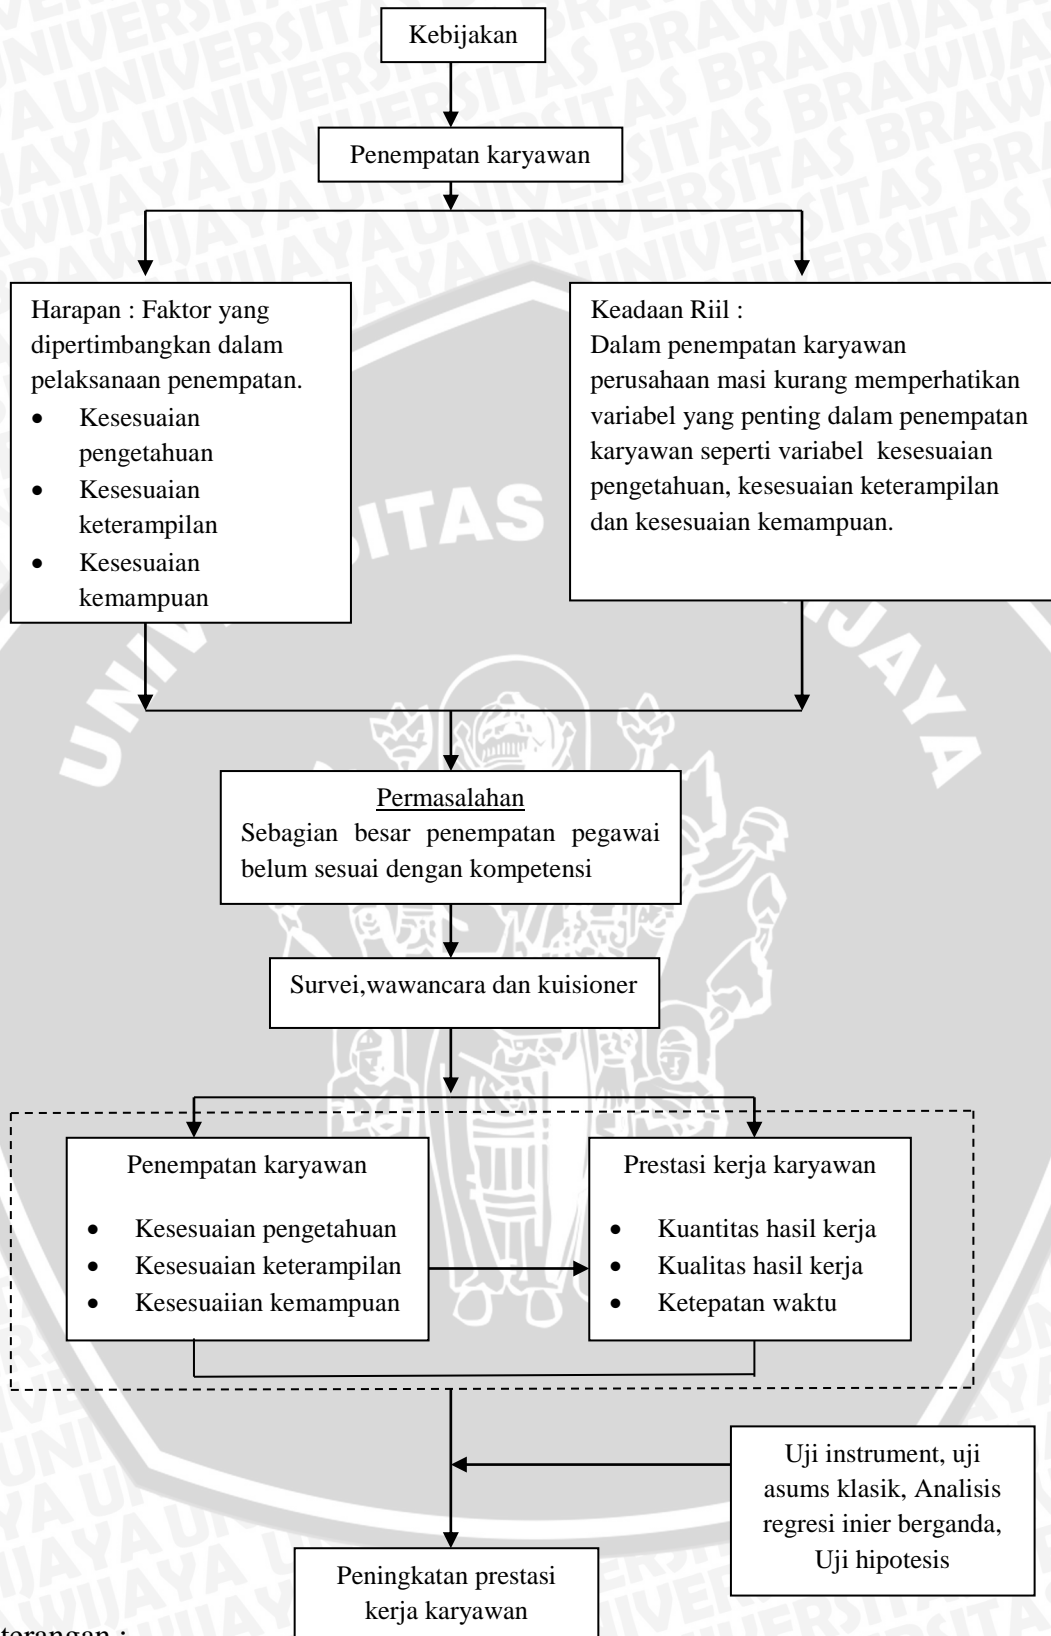 Kebijakan
Penempatan karyawan
Harapan : Faktor yang
dipertimbangkan dalam
pelaksanaan penempatan.
• Kesesuaian
pengetahuan
• Kesesuaian
keterampilan
• Kesesuaian
kemampuan
Keadaan Riil :
Dalam penempatan karyawan
perusahaan masi kurang memperhatikan
variabel yang penting dalam penempatan
karyawan seperti variabel kesesuaian
pengetahuan, kesesuaian keterampilan
dan kesesuaian kemampuan.
Permasalahan
Sebagian besar penempatan pegawai
belum sesuai dengan kompetensi
Survei,wawancara dan kuisioner
Penempatan karyawan
• Kesesuaian pengetahuan
• Kesesuaian keterampilan
• Kesesuaiian kemampuan
Prestasi kerja karyawan
• Kuantitas hasil kerja
• Kualitas hasil kerja
• Ketepatan waktu
Uji instrument, uji
asums klasik, Analisis
regresi inier berganda,
Uji hipotesis
Peningkatan prestasi
kerja karyawan